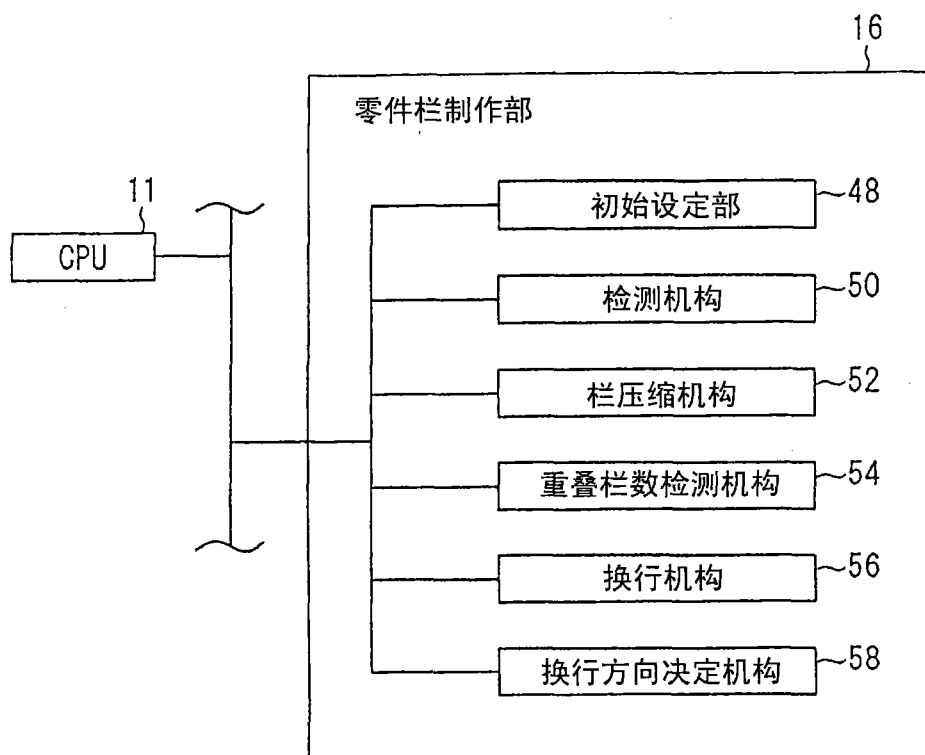 16
零件栏制作部
11
CPU
初始设定部
48
检测机构
50
栏压缩机构
52
重叠栏数检测机构
54
换行机构
56
换行方向决定机构
58